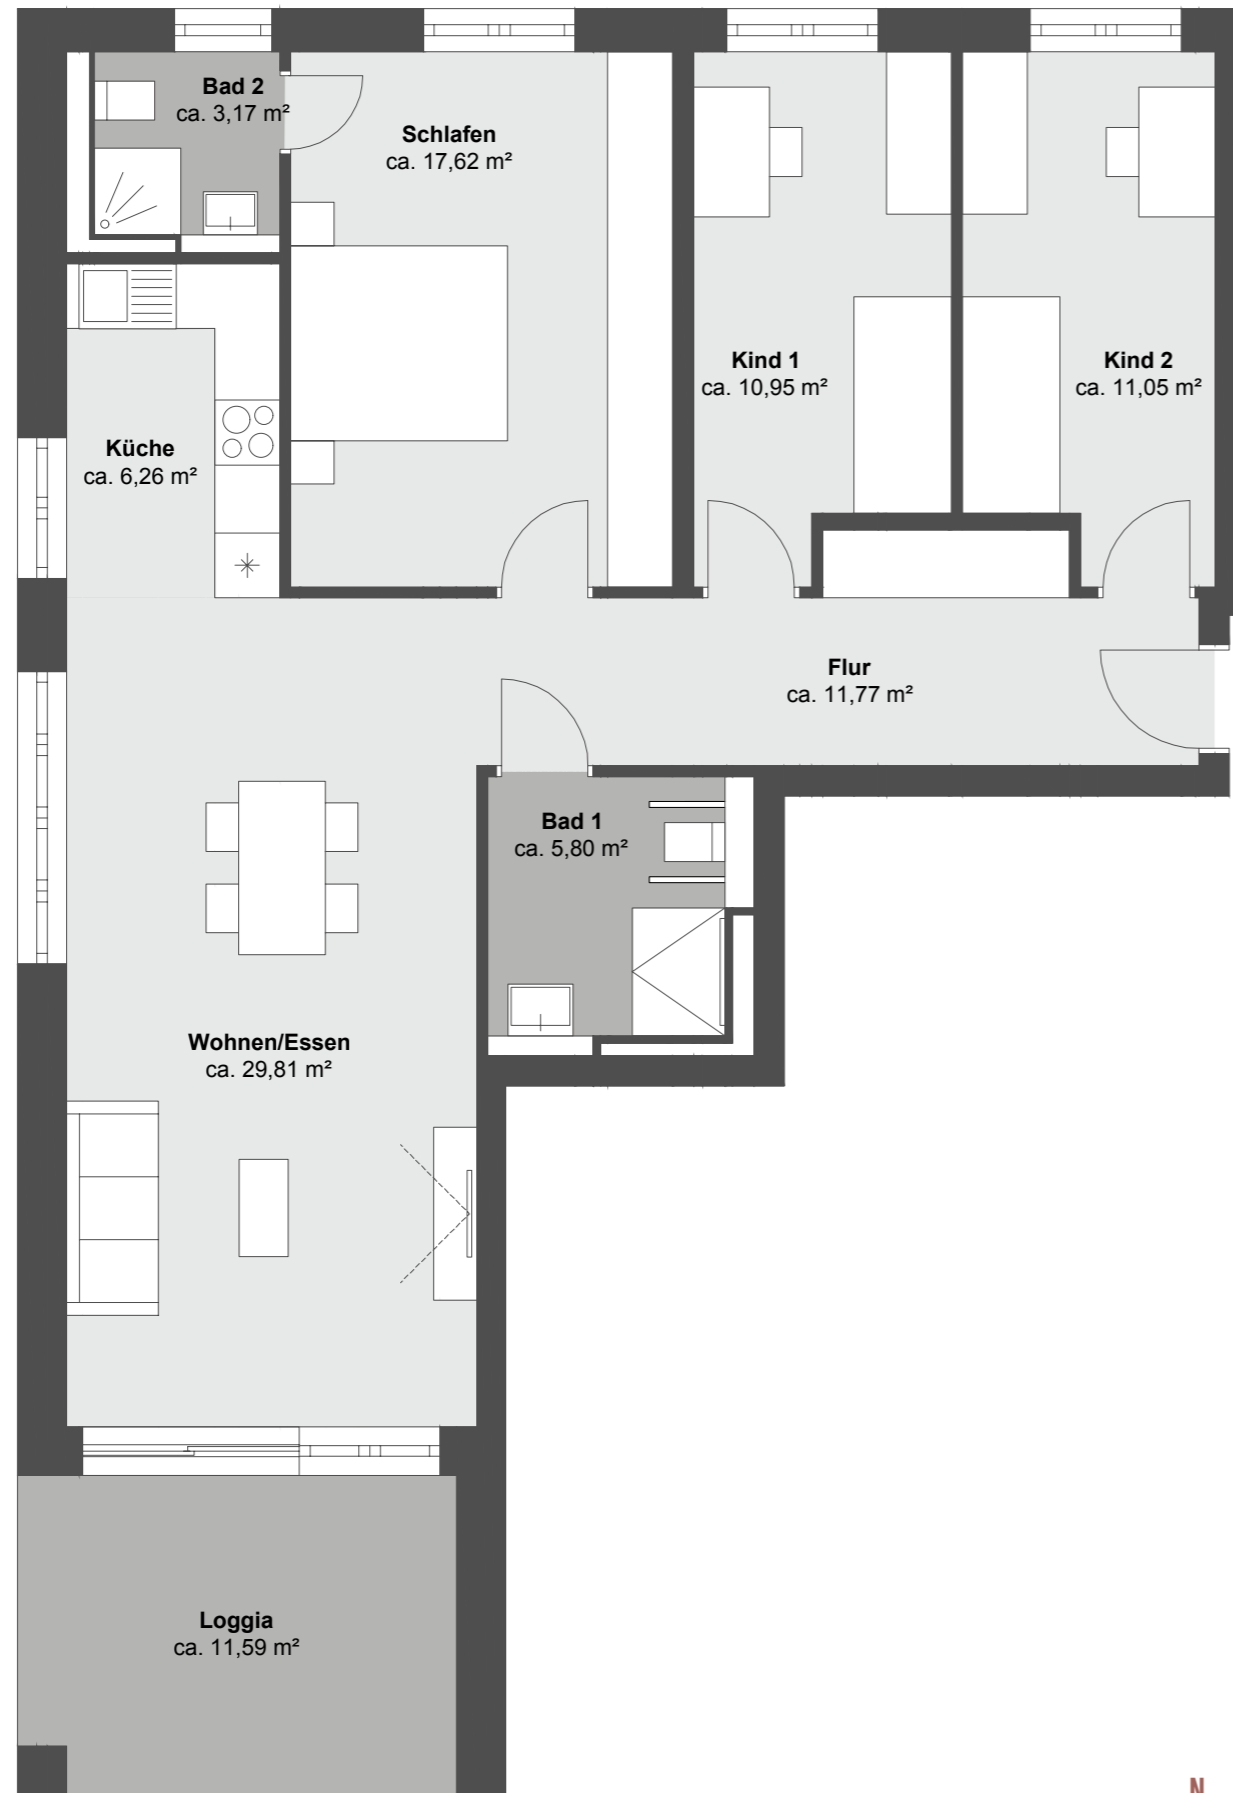 Bad 2
ca. 3,17 m²
Schlafen
ca. 17,62 m²
Kind 1
ca. 10,95 m²
Kind 2
ca. 11,05 m²
Küche
ca. 6,26 m²
Flur
ca. 11,77 m²
Bad 1
ca. 5,80 m²
Wohnen/Essen
ca. 29,81 m²
Loggia
ca. 11,59 m²
N